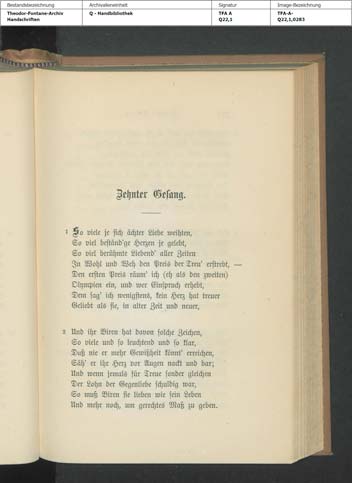 Bestandsbezeichnung Archivalieneinheit Signatur Image-Bezeichnung
Theodor-Fontane-Archiv Q - Handbibliothek TFA A TFA-A-
Handschriften Q22,1 Q22,1,0283
Zehnter Gesang.
1 So viele je sich ächter Liebe weihten,
So viel beständ'ge Herzen je gelebt,
So viel berühmte Liebend' aller Zeiten
In Wohl und Weh den Preis der Treu' erstrebt, —
Den ersten Preis räum' ich (eh als den zweiten)
Olympien ein, und wer Einspruch erhebt,
Dem sag' ich wenigstens, kein Herz hat treuer
Geliebt als sie, in alter Zeit und neuer,
2 Und ihr Biren hat davon solche Zeichen,
So viele und so leuchtend und so klar,
Daß nie er mehr Gewißheit könnt' erreichen,
Säh' er ihr Herz vor Augen nackt und bar;
Und wenn jemals für Treue sonder gleichen
Der Lohn der Gegenliebe schuldig war,
So muß Biren sie lieben wie sein Leben
Und mehr noch, um gerechtes Maß zu geben.